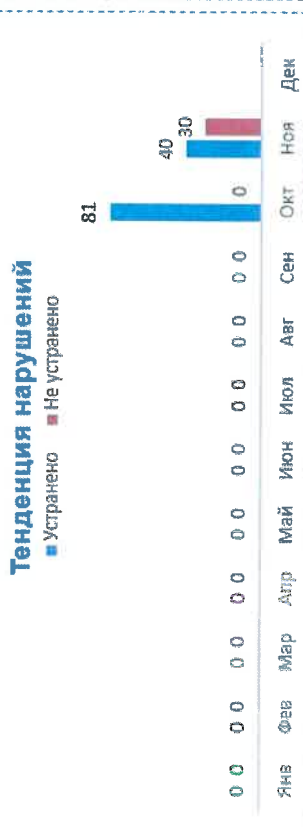 Тенденция нарушений
Устранено Не устранено
0 0 0 0 0 0 0 0 0 0 0 0 0 0 0 0 0 0 81 0 40 30
Янв Фев Мар Апр Май Июн Июл Авг Сен Окт Ноя Дек